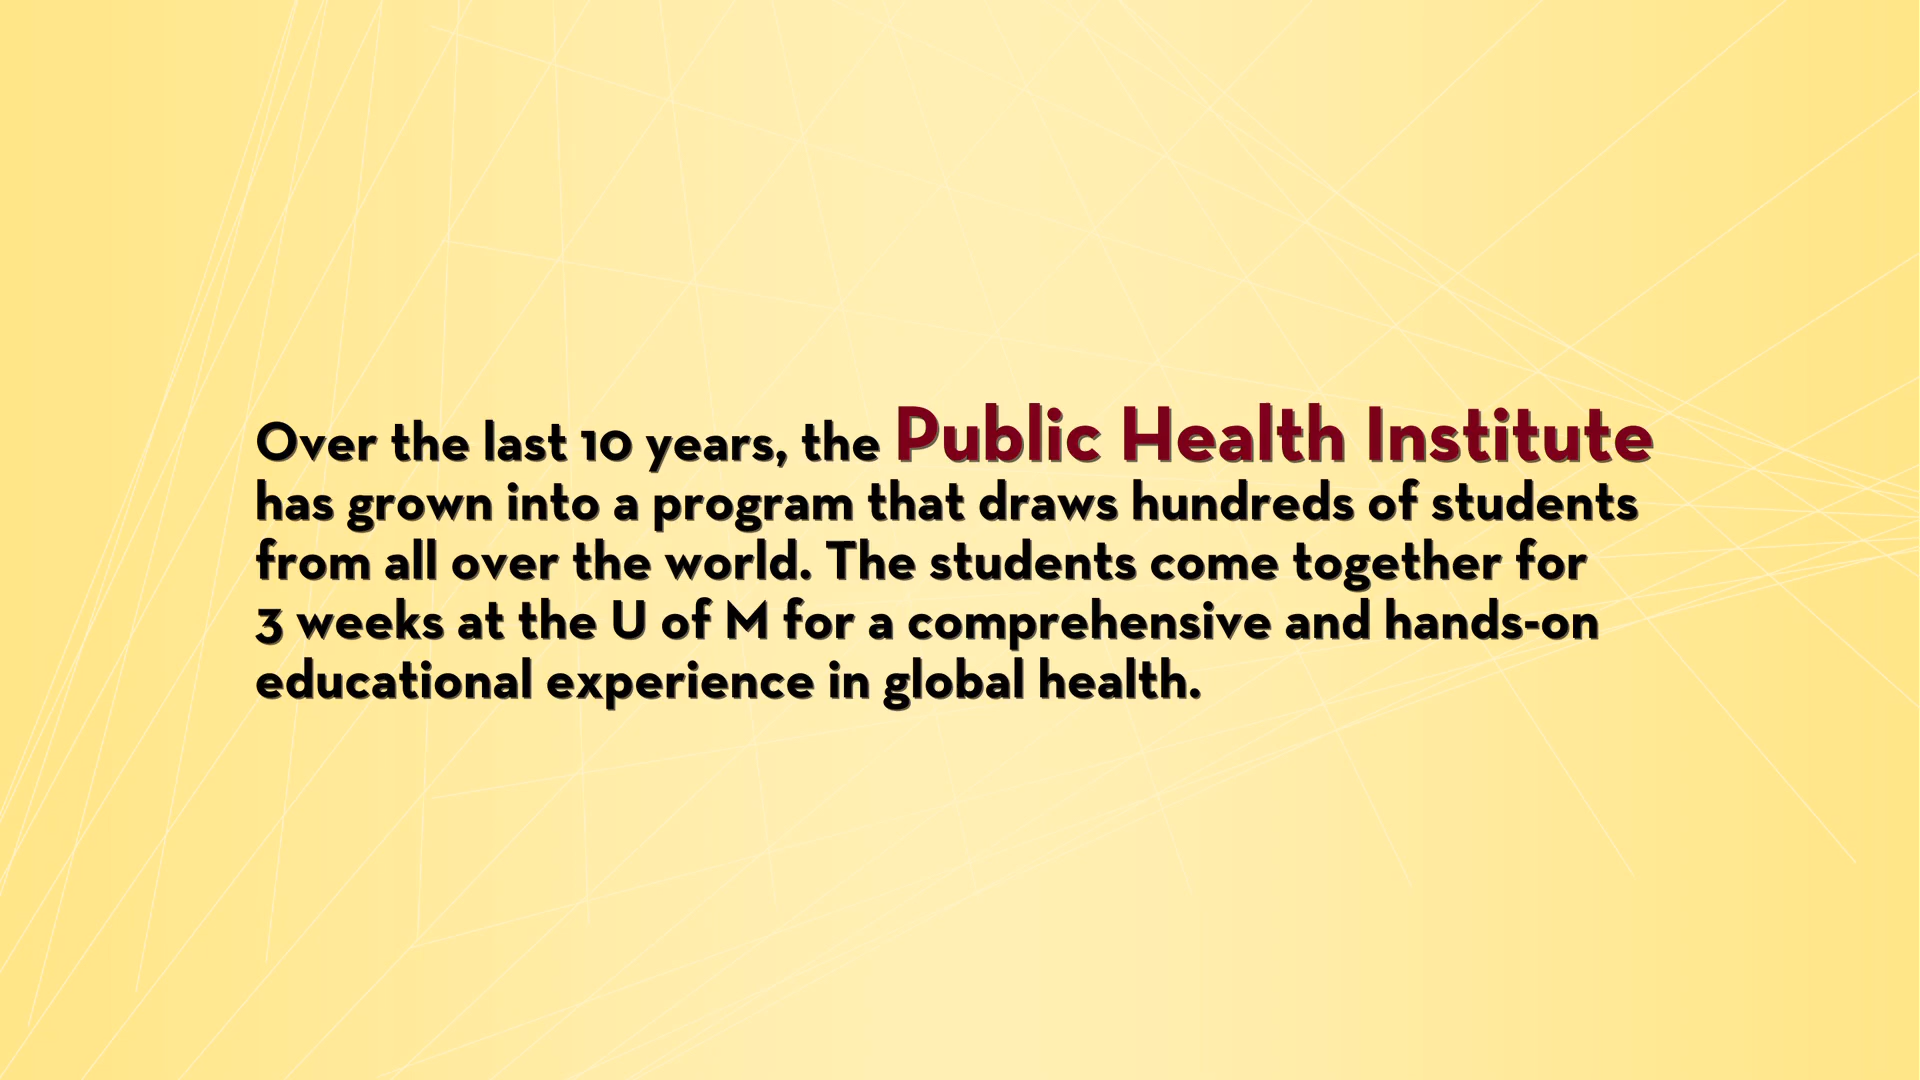 Over the last 10 years, the Public Health Institute
has grown into a program that draws hundreds of students
from all over the world. The students come together for
3 weeks at the U of M for a comprehensive and hands-on
educational experience in global health.